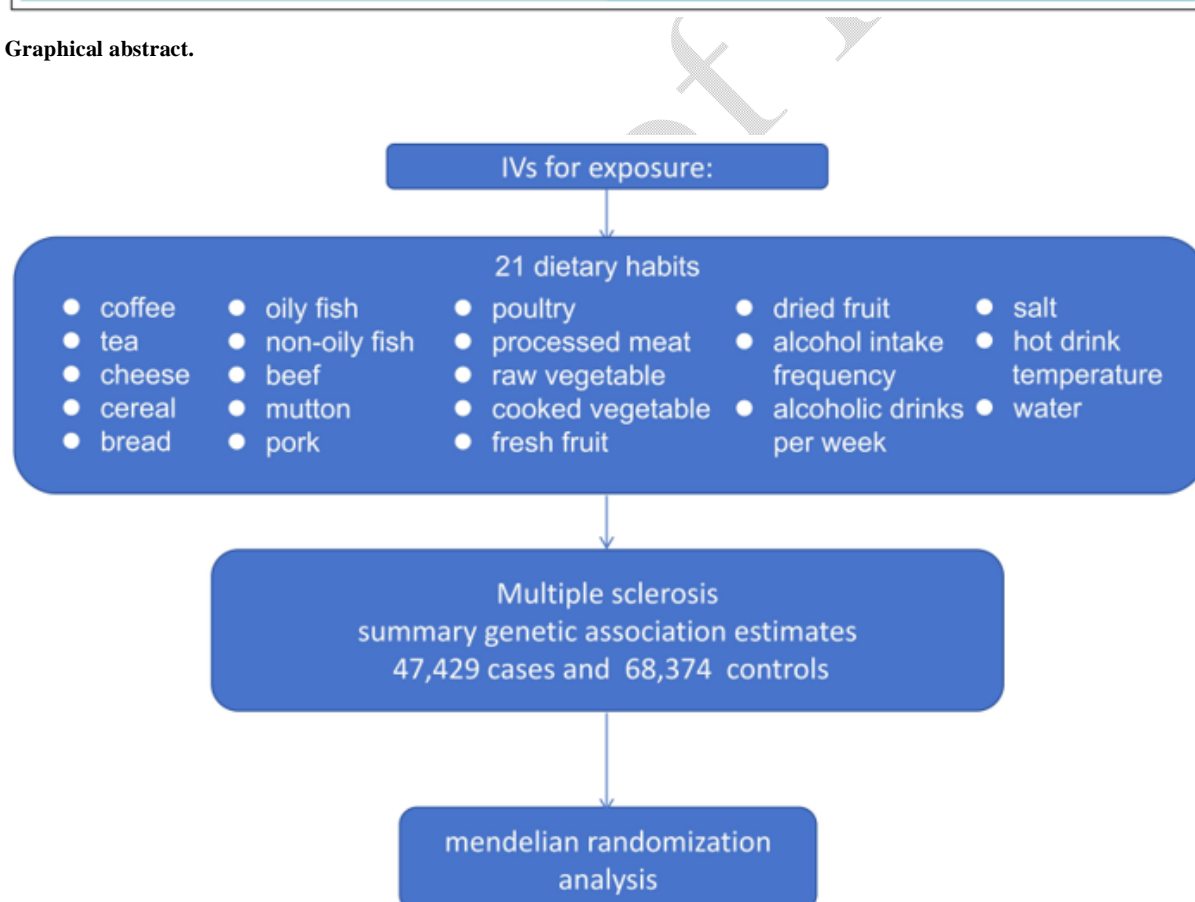 Graphical abstract.
IVs for exposure:
21 dietary habits
coffee
tea
cheese
cereal
bread
oily fish
non-oily fish
beef
mutton
pork
poultry
processed meat
raw vegetable
cooked vegetable
fresh fruit
dried fruit
alcohol intake
frequency
alcoholic drinks
per week
salt
hot drink
temperature
water
Multiple sclerosis
summary genetic association estimates
47,429 cases and 68,374 controls
mendelian randomization
analysis